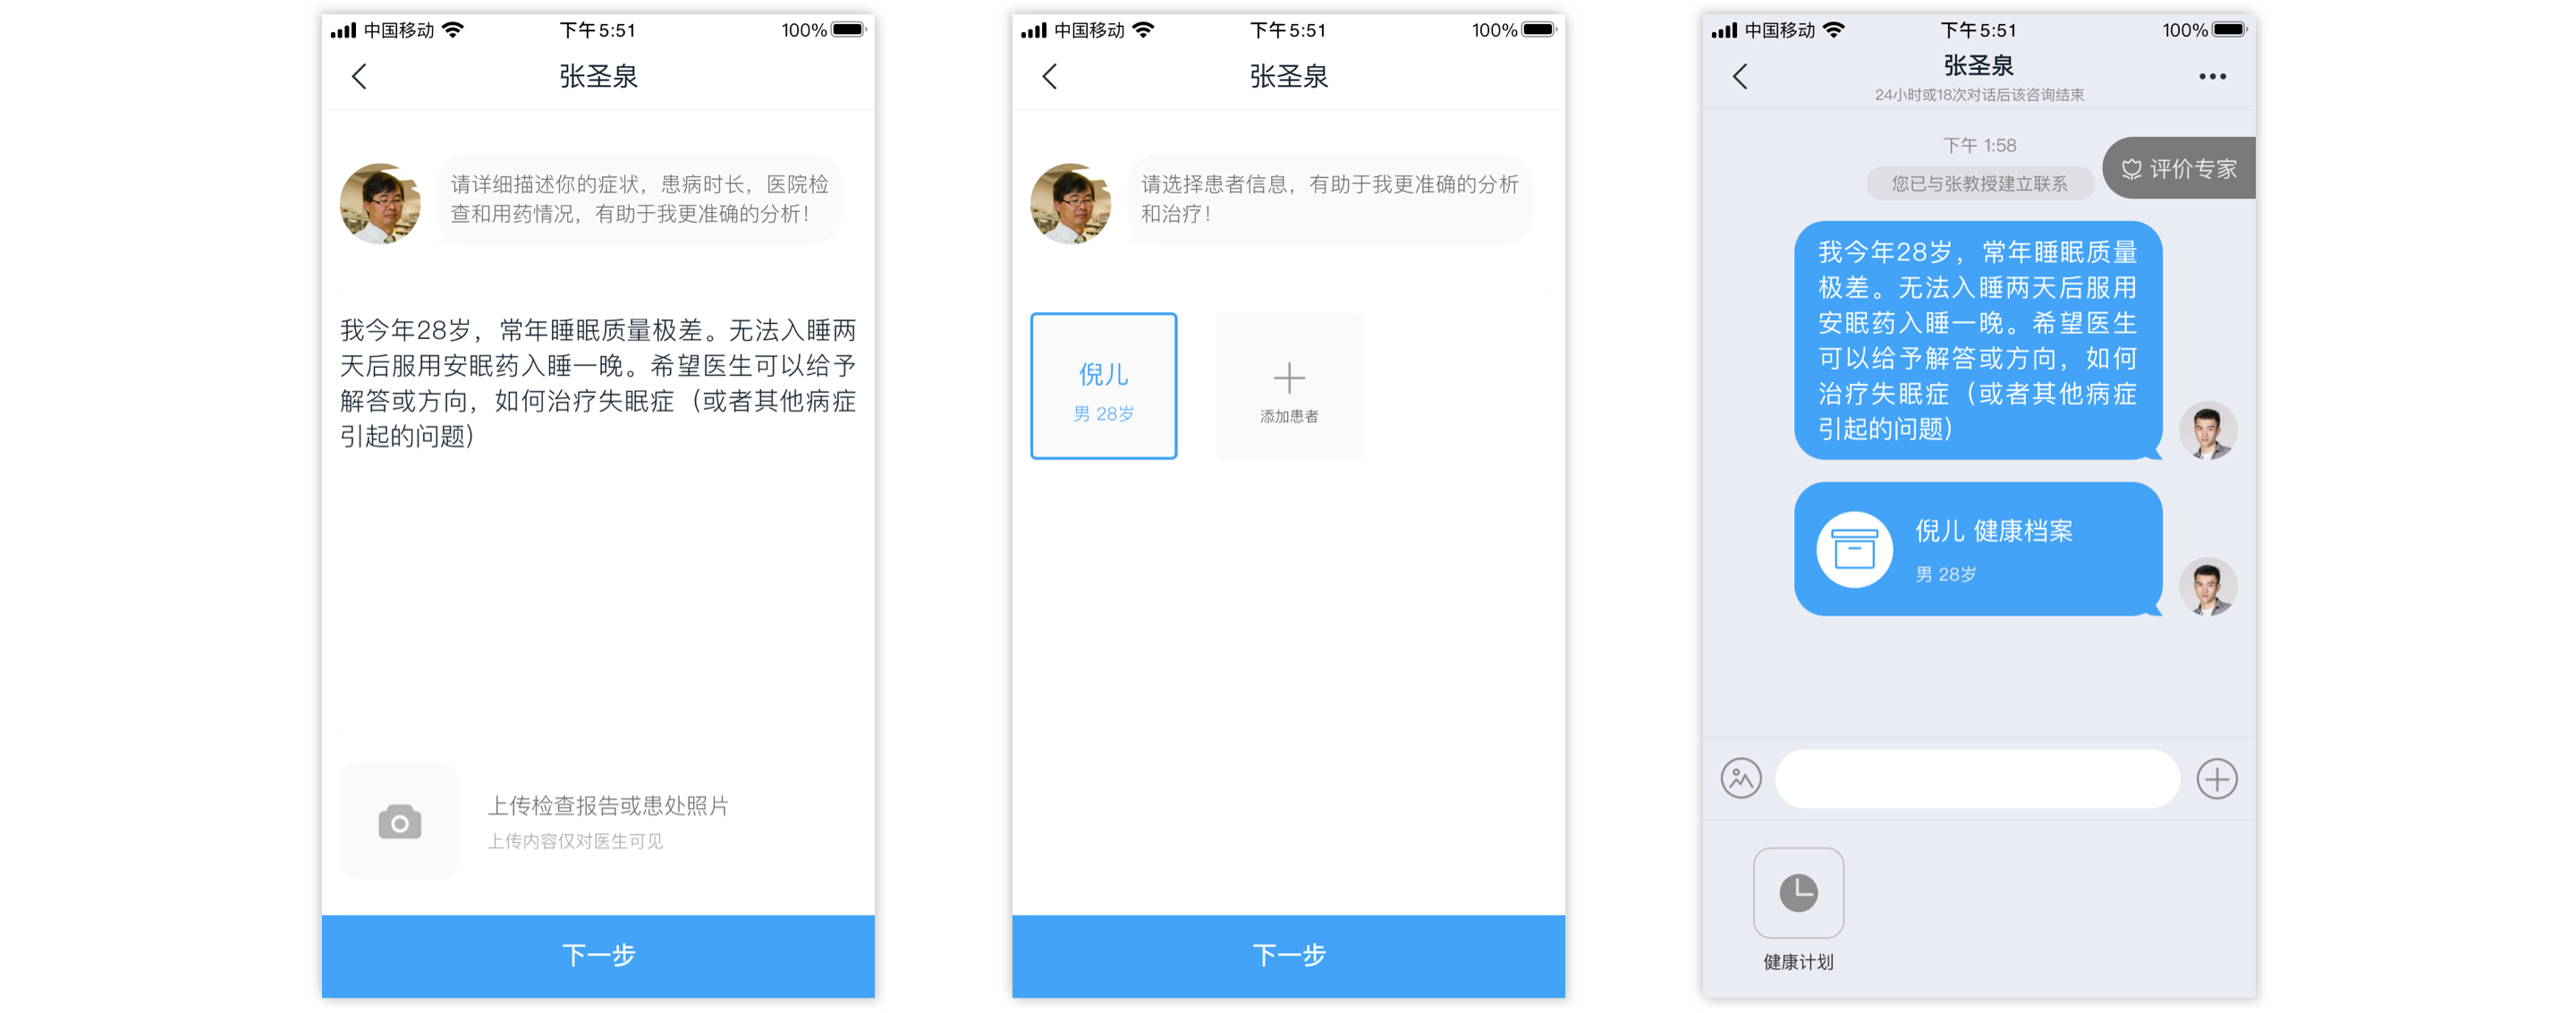 中国移动 下午5:51 100%
张圣泉
请详细描述你的症状，患病时长，医院检
查和用药情况，有助于我更准确的分析！
我今年28岁，常年睡眠质量极差。无法入睡两
天后服用安眠药入睡一晚。希望医生可以给予
解答或方向，如何治疗失眠症（或者其他病症
引起的问题）
上传检查报告或患处照片
上传内容仅对医生可见
下一步
中国移动 下午5:51 100%
张圣泉
请选择患者信息，有助于我更准确的分析
和治疗！
倪儿
男 28岁
添加患者
下一步
中国移动 下午5:51 100%
张圣泉
24小时或18次对话后该咨询结束
下午 1:58
评价专家
您已与张教授建立联系
我今年28岁，常年睡眠质量
极差。无法入睡两天后服用
安眠药入睡一晚。希望医生
可以给予解答或方向，如何
治疗失眠症（或者其他病症
引起的问题）
倪儿 健康档案
男 28岁
健康计划